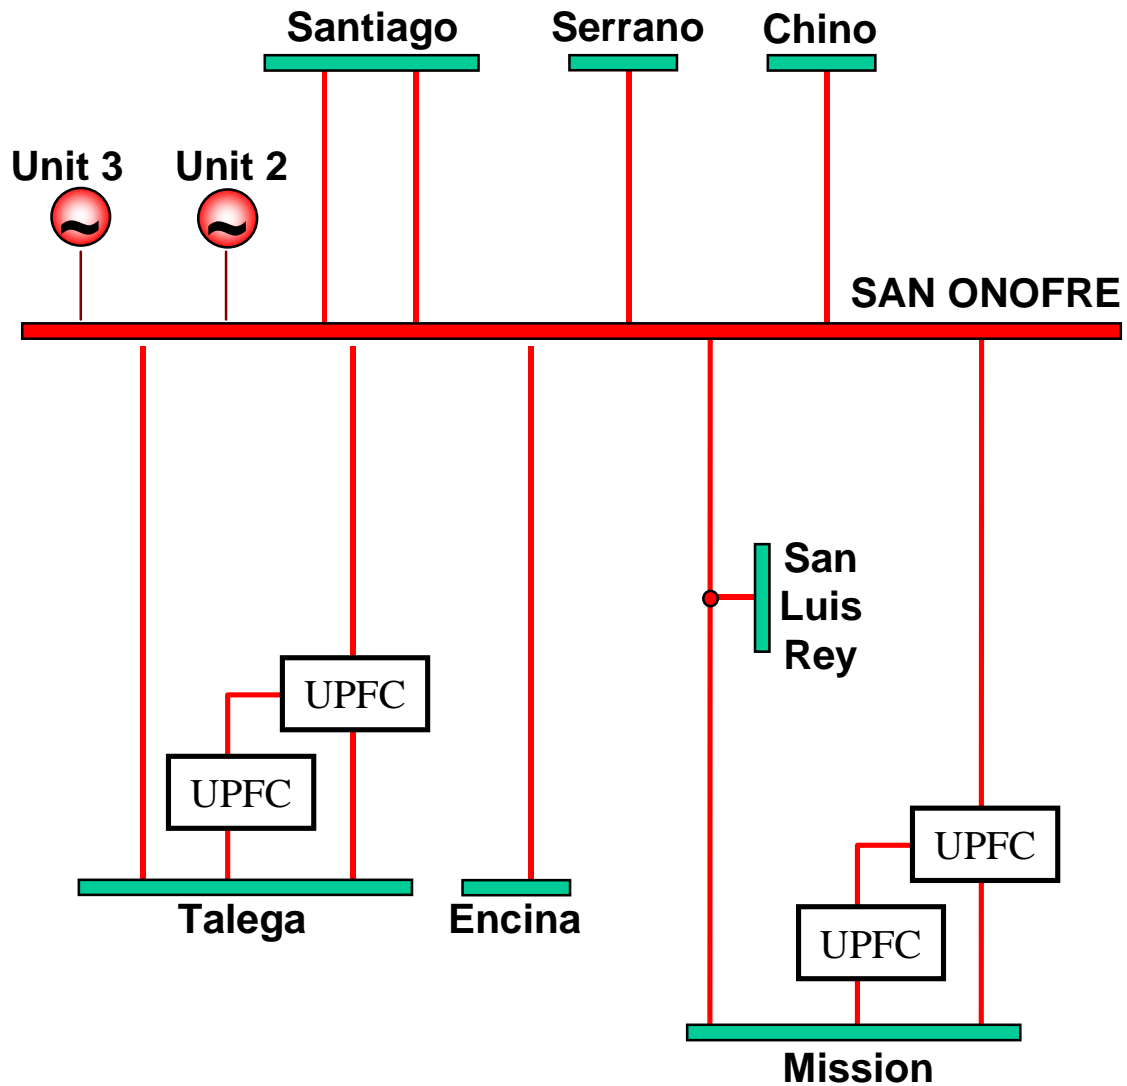 Santiago
Serrano
Chino
Unit 3
Unit 2
SAN ONOFRE
San
Luis
Rey
UPFC
UPFC
UPFC
UPFC
Talega
Encina
Mission